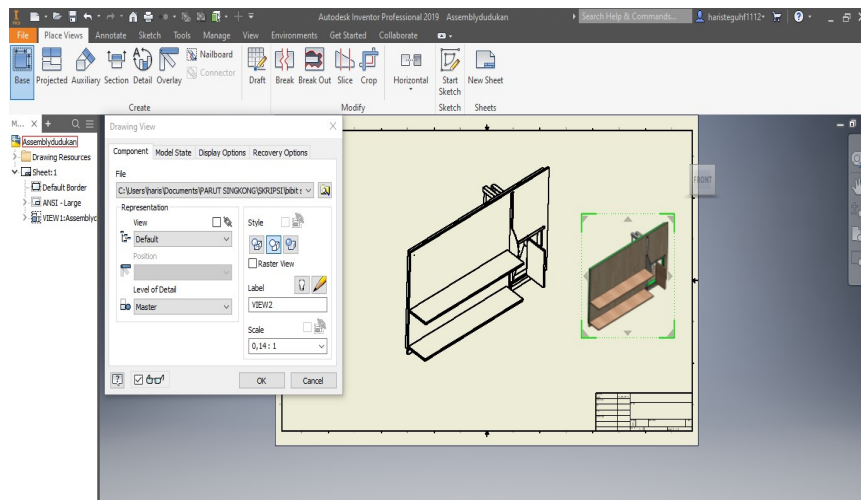 Autodesk Inventor Professional 2019 Assemblydudukan
Search Help & Commands...
haristeguhf1112
File Place Views Annotate Sketch Tools Manage View Environments Get Started Collaborate
Base Projected Auxiliary Section Detail Overlay
Nailboard
Connector
Draft Break Break Out Slice Crop Horizontal Start Sketch New Sheet
Create Modify Sketch Sheets
M... X +
Assemblydudukan
Drawing Resources
Sheet:1
Default Border
ANSI - Large
VIEW1:Assemblyd
Drawing View
Component Model State Display Options Recovery Options
File
C:\Users\haris\Documents\PARUT SINGKONG\SKRIPSI\bibit s
Representation
View
Default
Position
Level of Detail
Master
Style
Raster View
Label
VIEW2
Scale
0,14 : 1
OK Cancel
FRONT